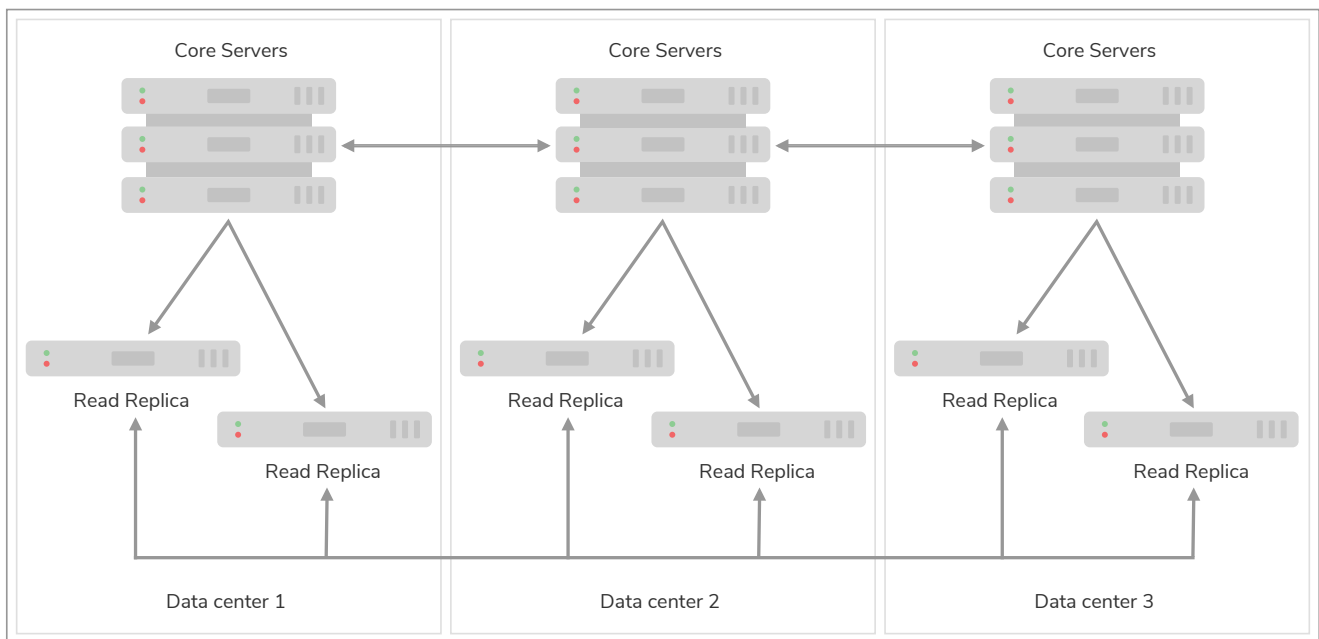 Core Servers
Core Servers
Core Servers
Read Replica
Read Replica
Read Replica
Read Replica
Read Replica
Read Replica
Data center 1
Data center 2
Data center 3